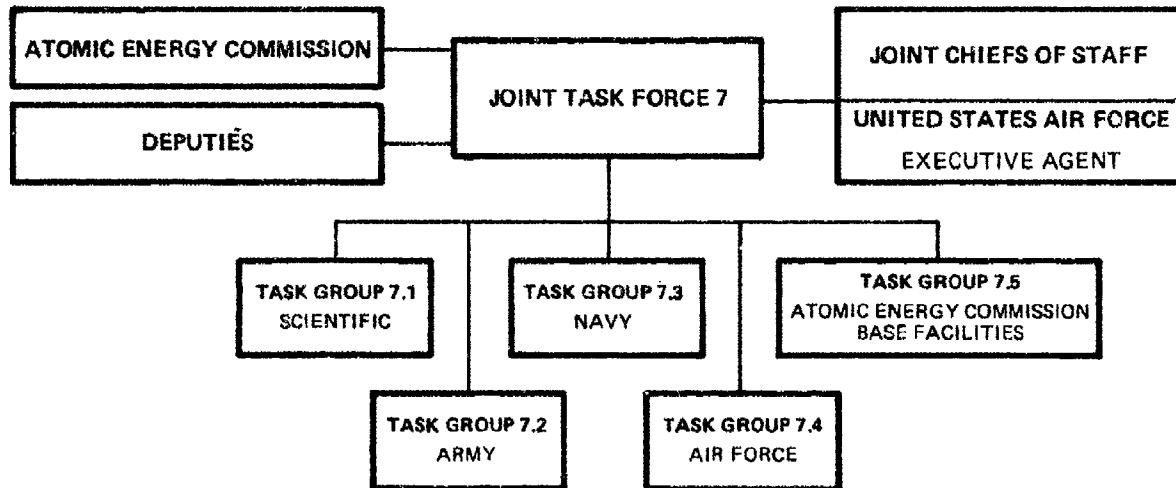 ATOMIC ENERGY COMMISSION
DEPUTIES
JOINT TASK FORCE 7
JOINT CHIEFS OF STAFF
UNITED STATES AIR FORCE
EXECUTIVE AGENT
TASK GROUP 7.1
SCIENTIFIC
TASK GROUP 7.3
NAVY
TASK GROUP 7.5
ATOMIC ENERGY COMMISSION
BASE FACILITIES
TASK GROUP 7.2
ARMY
TASK GROUP 7.4
AIR FORCE